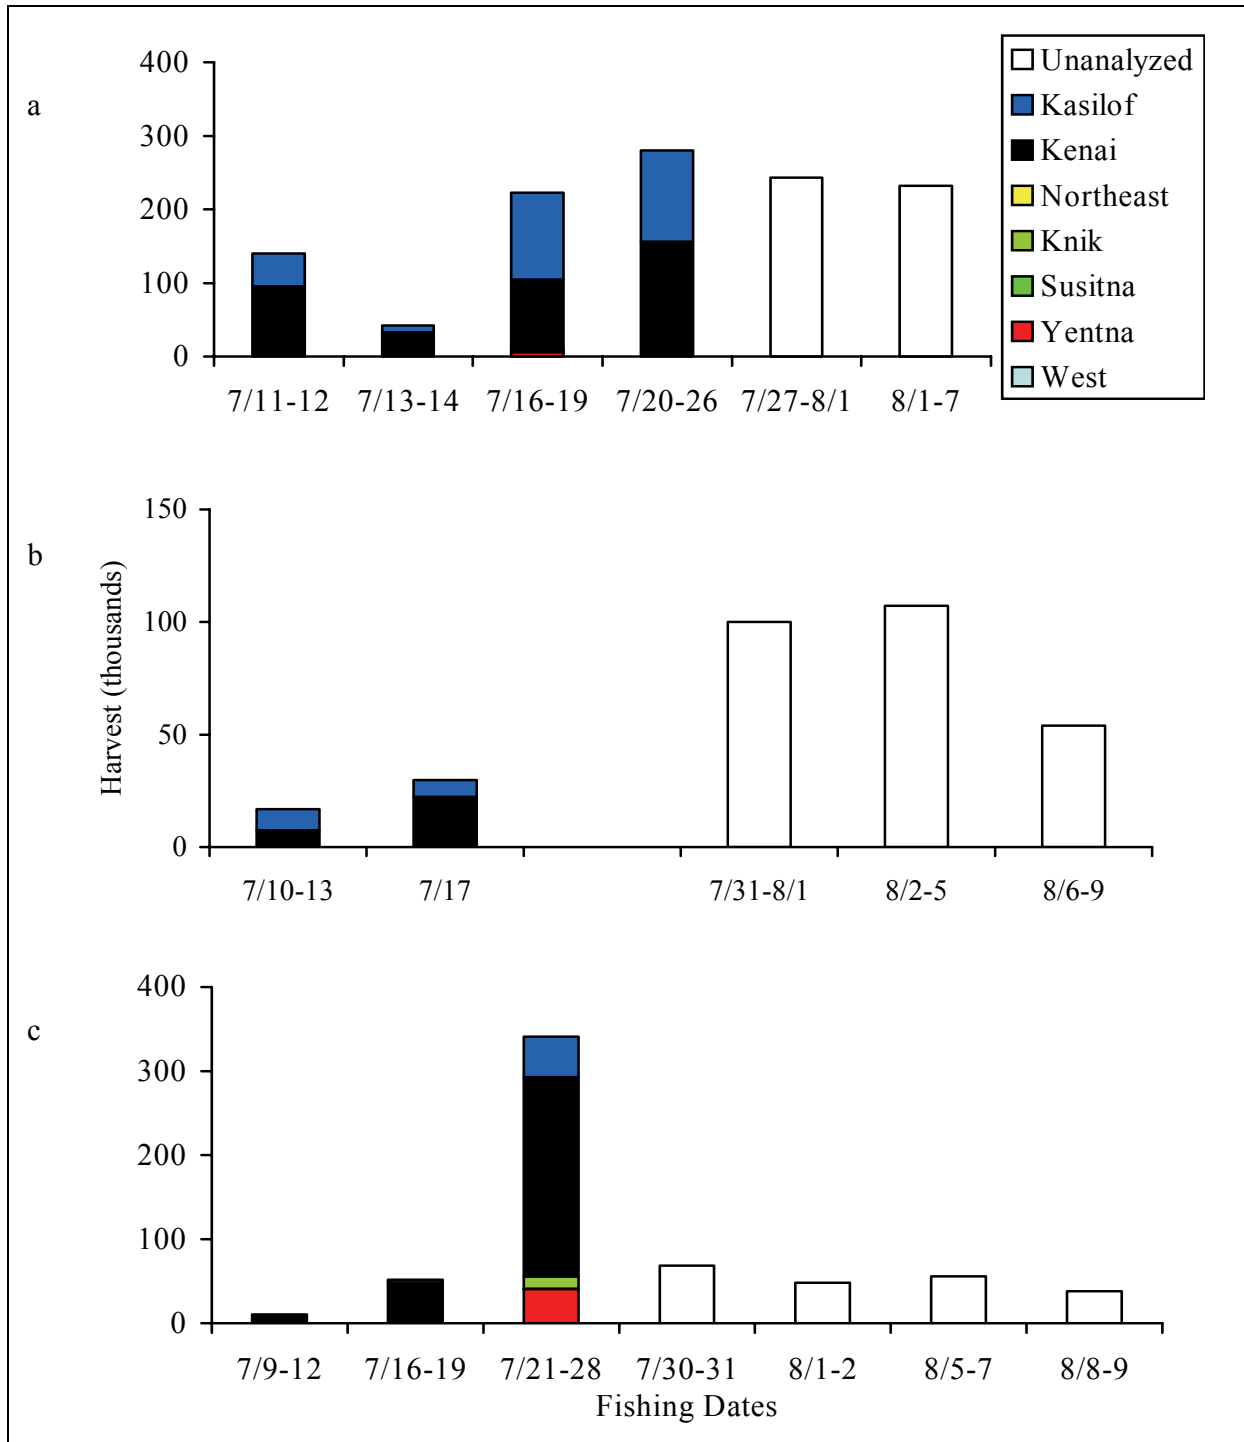 a
400
300
200
100
0
7/11-12 7/13-14 7/16-19 7/20-26 7/27-8/1 8/1-7
Unanalyzed
Kasilof
Kenai
Northeast
Knik
Susitna
Yentna
West
b
Harvest (thousands)
150
100
50
0
7/10-13 7/17 7/31-8/1 8/2-5 8/6-9
c
400
300
200
100
0
7/9-12 7/16-19 7/21-28 7/30-31 8/1-2 8/5-7 8/8-9
Fishing Dates